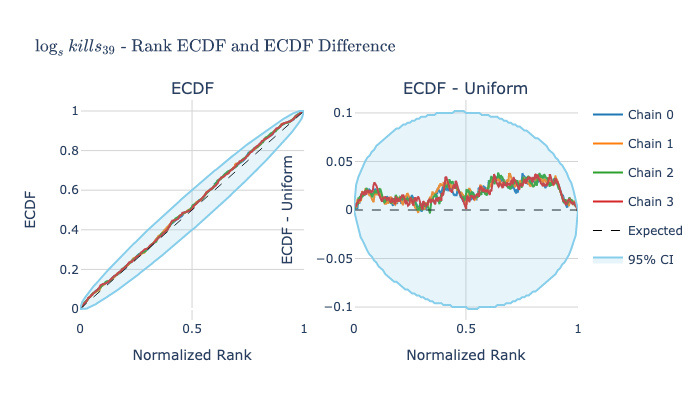 log_s kills_39 - Rank ECDF and ECDF Difference
ECDF
ECDF
1
0.8
0.6
0.4
0.2
0
0
0.5
1
Normalized Rank
ECDF - Uniform
ECDF - Uniform
0.1
0.05
0
−0.05
−0.1
0
0.5
1
Normalized Rank
Chain 0
Chain 1
Chain 2
Chain 3
Expected
95% CI